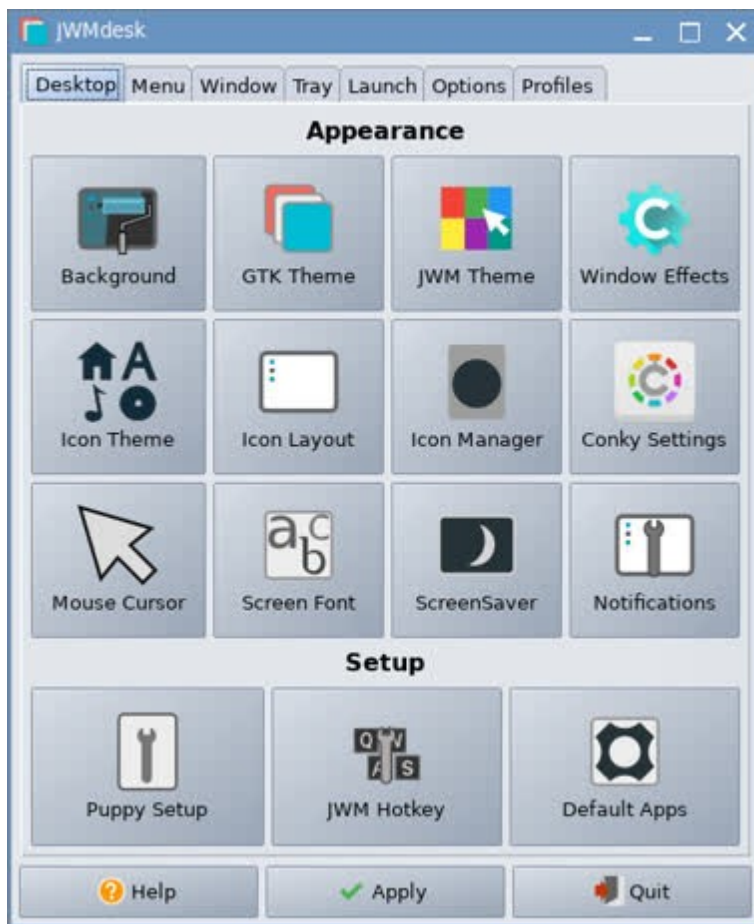 JWMdesk
Desktop Menu Window Tray Launch Options Profiles
Appearance
Background GTK Theme JWM Theme Window Effects
Icon Theme Icon Layout Icon Manager Conky Settings
Mouse Cursor Screen Font ScreenSaver Notifications
Setup
Puppy Setup JWM Hotkey Default Apps
Help Apply Quit